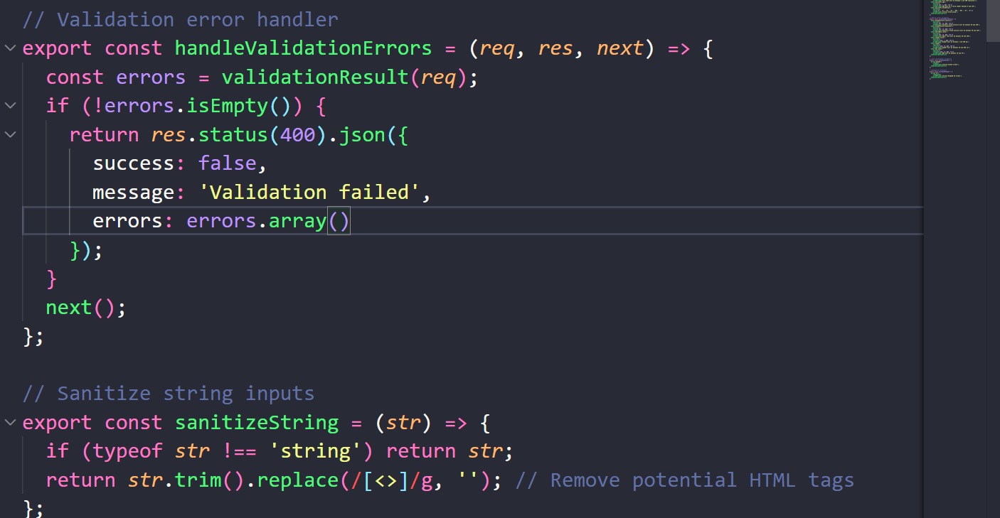 // Validation error handler
export const handleValidationErrors = (req, res, next) => {
  const errors = validationResult(req);
  if (!errors.isEmpty()) {
    return res.status(400).json({
      success: false,
      message: 'Validation failed',
      errors: errors.array()
    });
  }
  next();
};

// Sanitize string inputs
export const sanitizeString = (str) => {
  if (typeof str !== 'string') return str;
  return str.trim().replace(/[<>]/g, ''); // Remove potential HTML tags
};